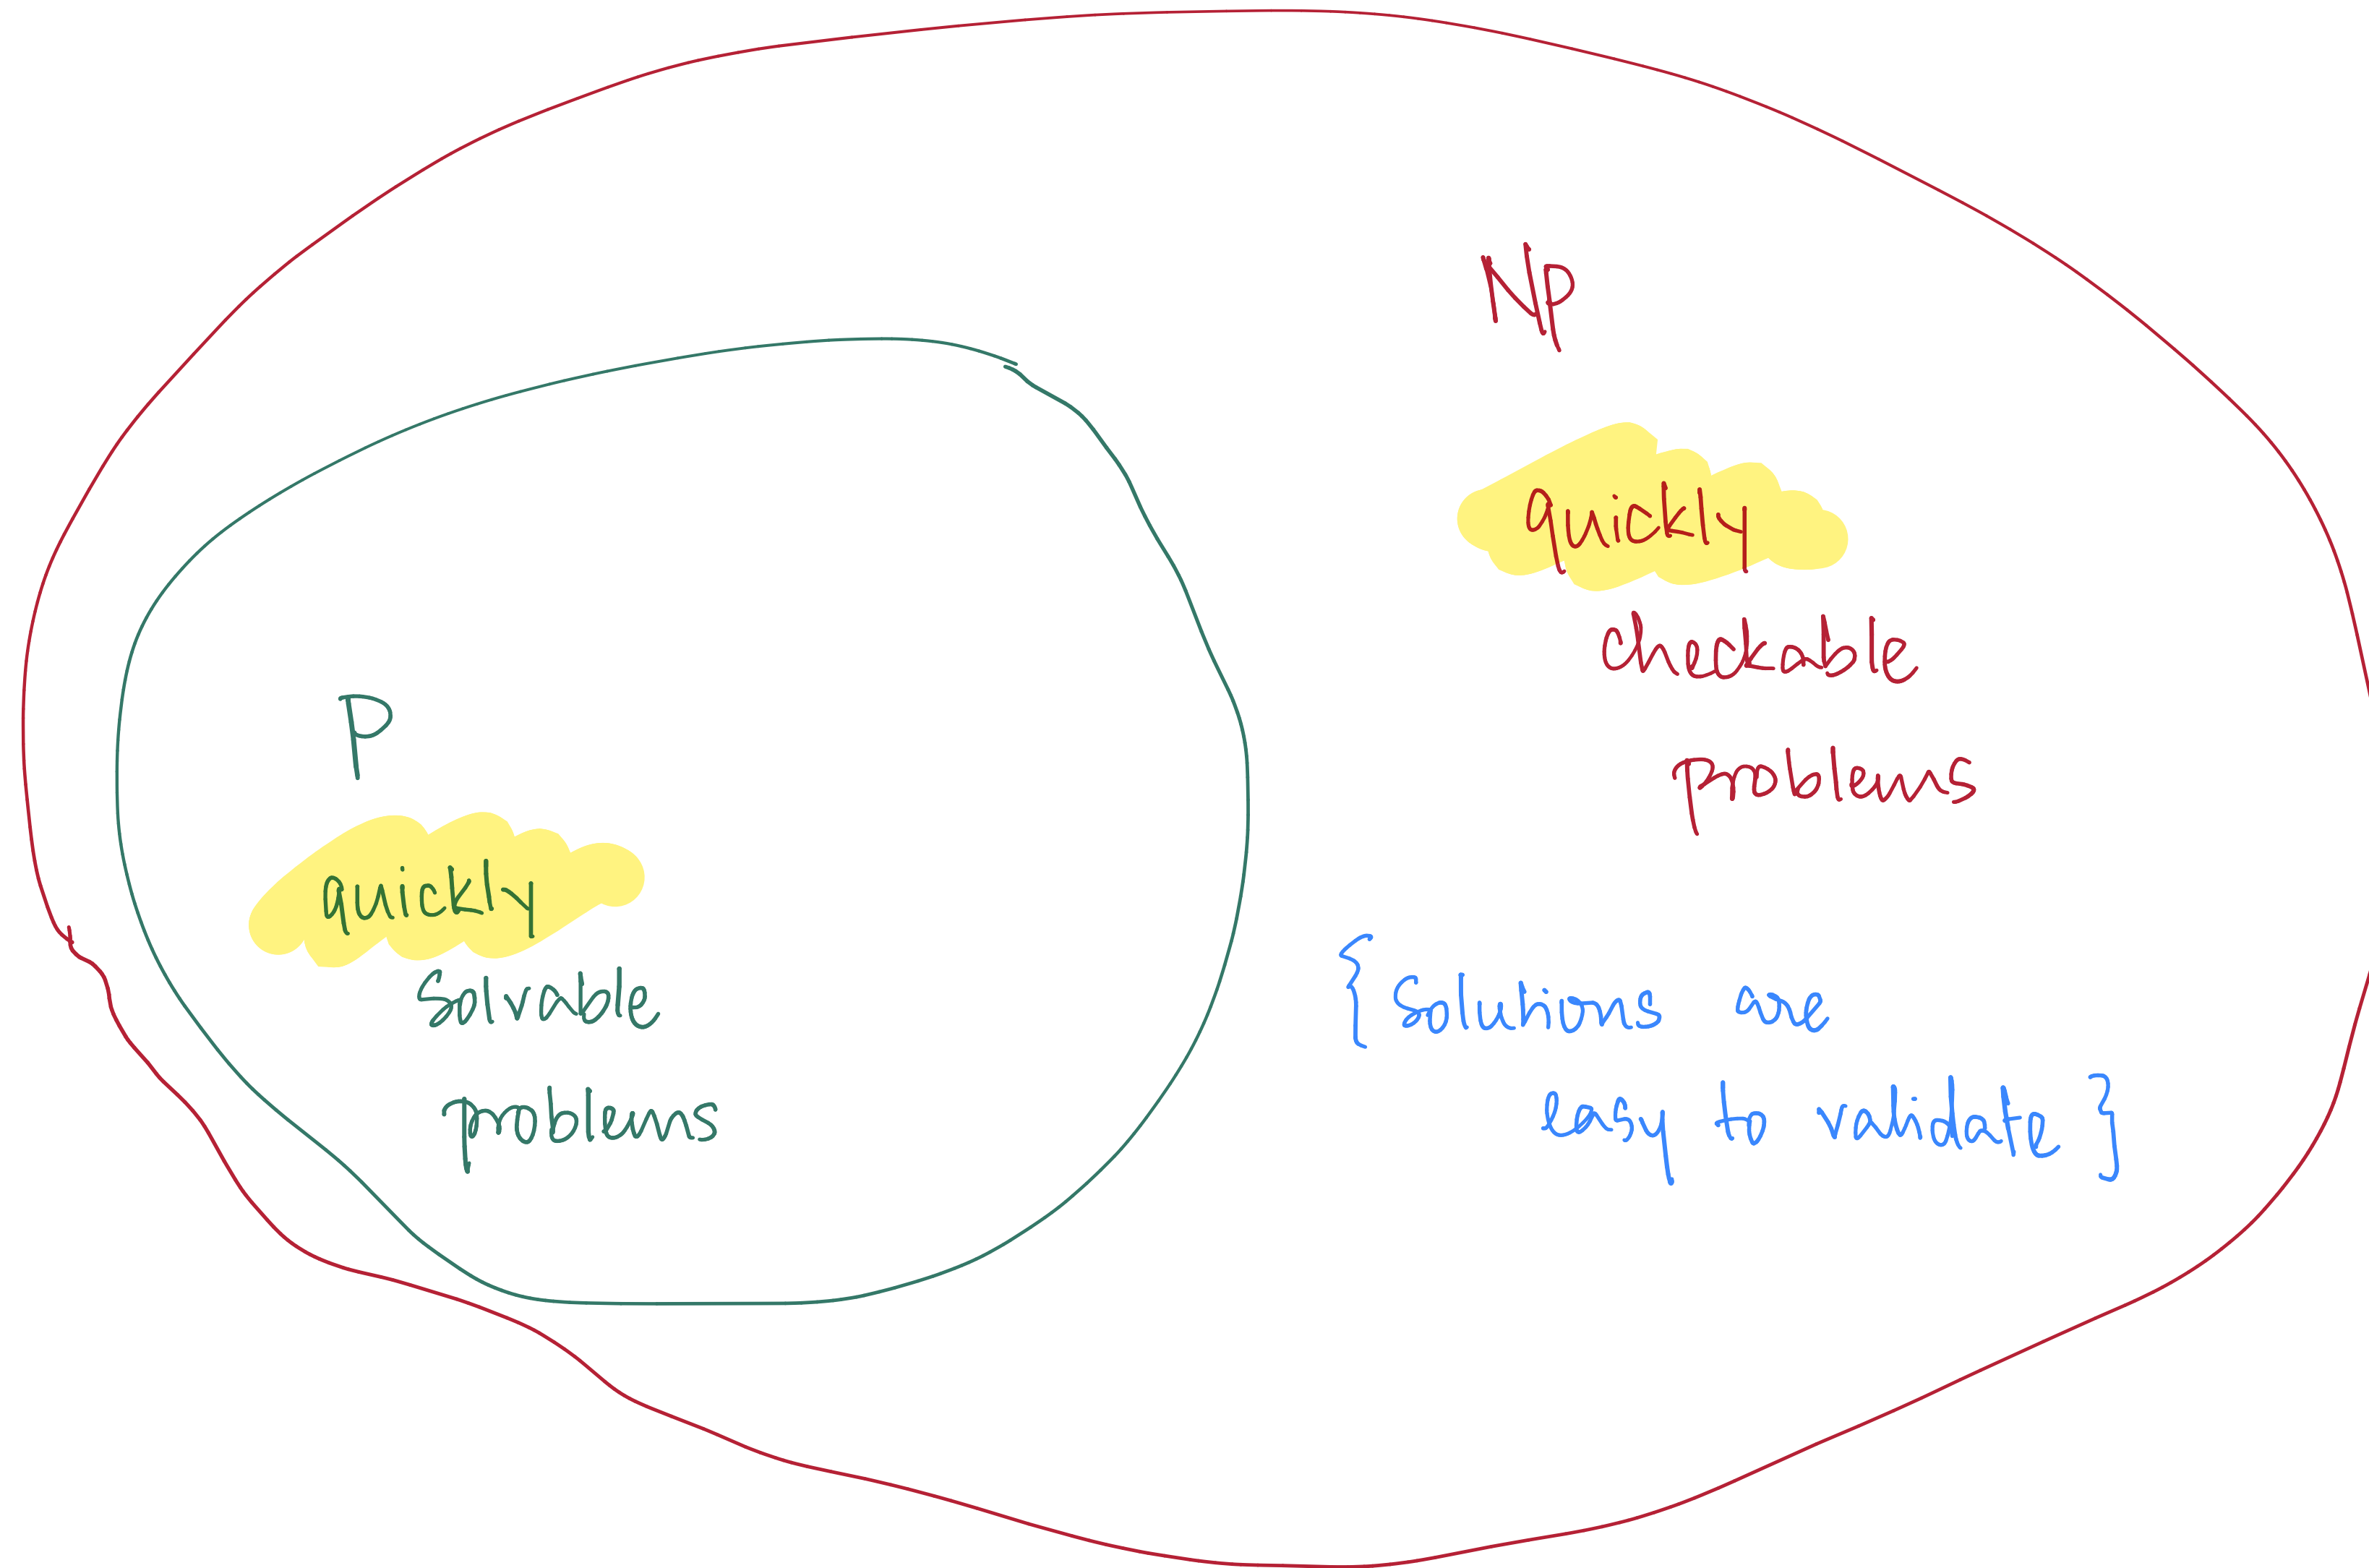 NP
quickly
checkable
problems
P
quickly
solvable
problems
{Solutions are
easy to validate}